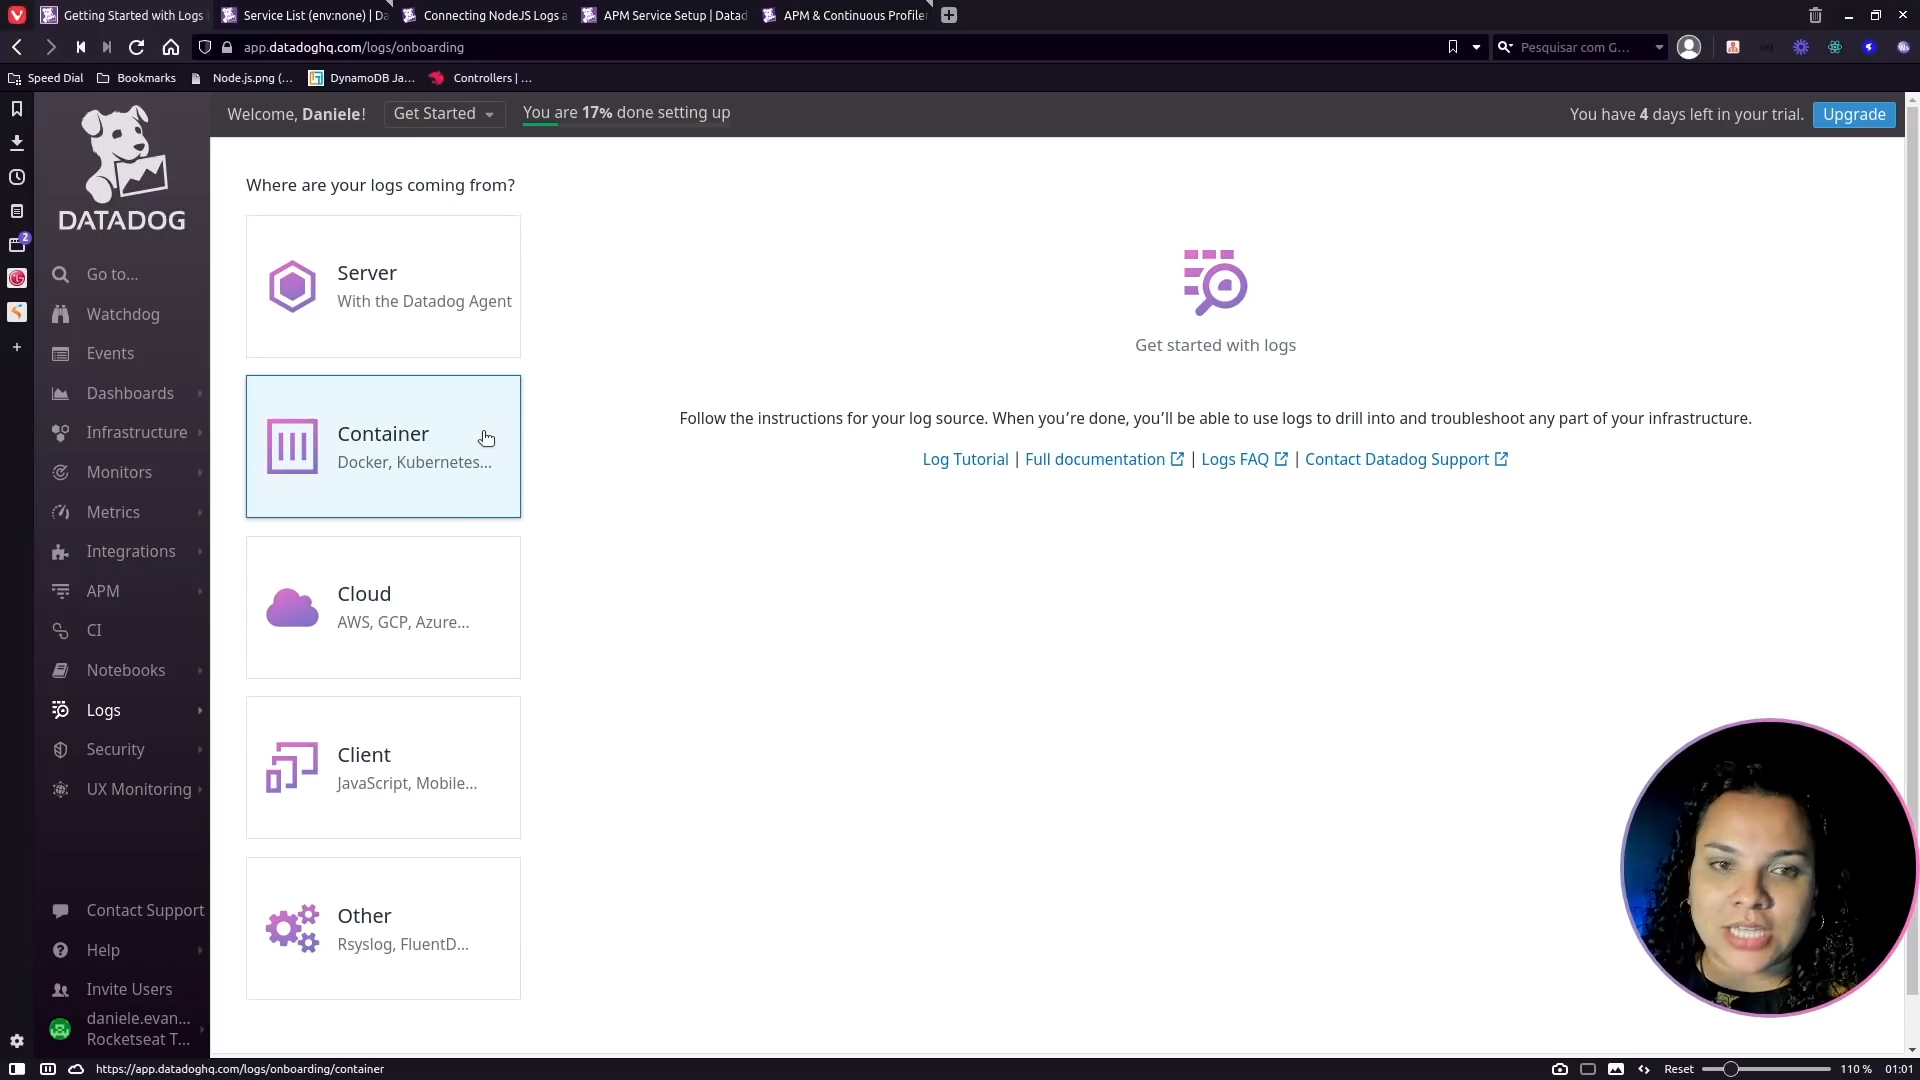 Getting Started with Logs
Service List (env:none) | Da
Connecting NodeJS Logs a
APM Service Setup | Datad
APM & Continuous Profiler
app.datadoghq.com/logs/onboarding
Pesquisar com G...
Speed Dial
Bookmarks
Node.js.png (...
DynamoDB Ja...
Controllers | ...
Welcome, Daniele!
Get Started
You are 17% done setting up
You have 4 days left in your trial.
Upgrade
DATADOG
2
Go to...
Watchdog
Events
Dashboards
Infrastructure
Monitors
Metrics
Integrations
APM
CI
Notebooks
Logs
Security
UX Monitoring
Contact Support
Help
Invite Users
daniele.evan...
Rocketseat T...
Where are your logs coming from?
Server
With the Datadog Agent
Container
Docker, Kubernetes...
Cloud
AWS, GCP, Azure...
Client
JavaScript, Mobile...
Other
Rsyslog, FluentD...
Get started with logs
Follow the instructions for your log source. When you’re done, you’ll be able to use logs to drill into and troubleshoot any part of your infrastructure.
Log Tutorial | Full documentation | Logs FAQ | Contact Datadog Support
https://app.datadoghq.com/logs/onboarding/container
Reset
110 %
01:01